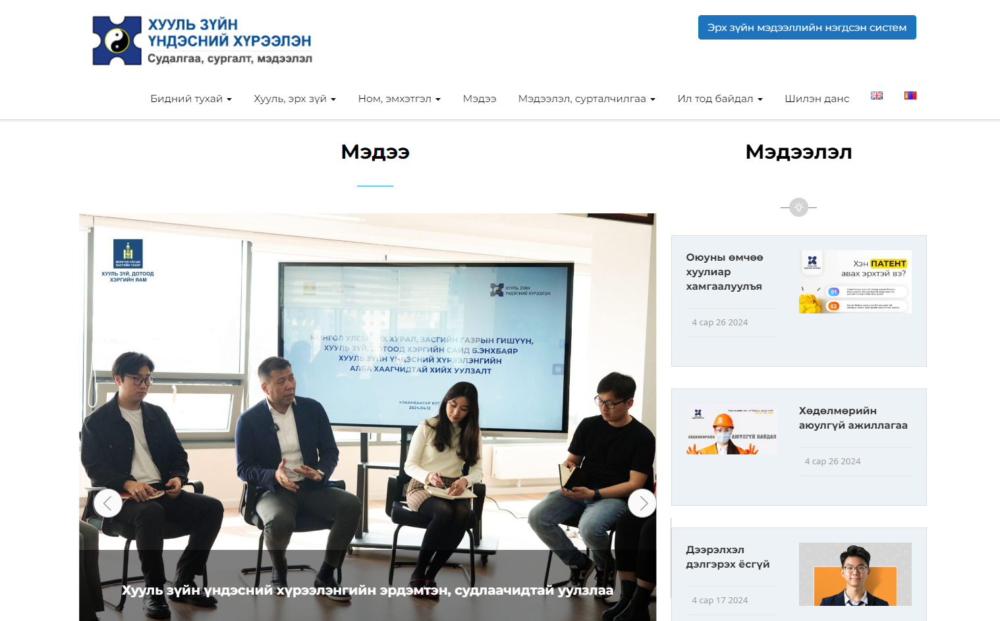 ХУУЛЬ ЗҮЙН
ҮНДЭСНИЙ ХҮРЭЭЛЭН
Судалгаа, сургалт, мэдээлэл
Эрх зүйн мэдээллийн нэгдсэн систем
Бидний тухай
Хууль, эрх зүй
Ном, эмхэтгэл
Мэдээ
Мэдээлэл, сурталчилгаа
Ил тод байдал
Шилэн данс
Мэдээ
МОНГОЛ УЛСЫН
ЗАСГИЙН ГАЗАР
ХУУЛЬ ЗҮЙ, ДОТООД
ХЭРГИЙН ЯАМ
ХУУЛЬ ЗҮЙН
ҮНДЭСНИЙ ХҮРЭЭЛЭН
МОНГОЛ УЛСЫН ИХ ХУРАЛ, ЗАСГИЙН ГАЗРЫН ГИШҮҮН,
ХУУЛЬ ЗҮЙ, ДОТООД ХЭРГИЙН САЙД Б.ЭНХБАЯР
ХУУЛЬ ЗҮЙН ҮНДЭСНИЙ ХҮРЭЭЛЭНГИЙН
АЛБА ХААГЧИДТАЙ ХИЙХ УУЛЗАЛТ
УЛААНБААТАР ХОТ
2024.04.12
Хууль зүйн үндэсний хүрээлэнгийн эрдэмтэн, судлаачидтай уулзлаа
Мэдээлэл
Оюуны өмчөө
хуулиар
хамгаалуулъя
4 сар 26 2024
Хэн ПАТЕНТ
авах эрхтэй вэ?
01
02
ХӨДӨЛМӨРИЙН АЮУЛГҮЙ БАЙДАЛ
Хөдөлмөрийн
аюулгүй ажиллагаа
4 сар 26 2024
Дээрэлхэл
дэлгэрэх ёсгүй
4 сар 17 2024